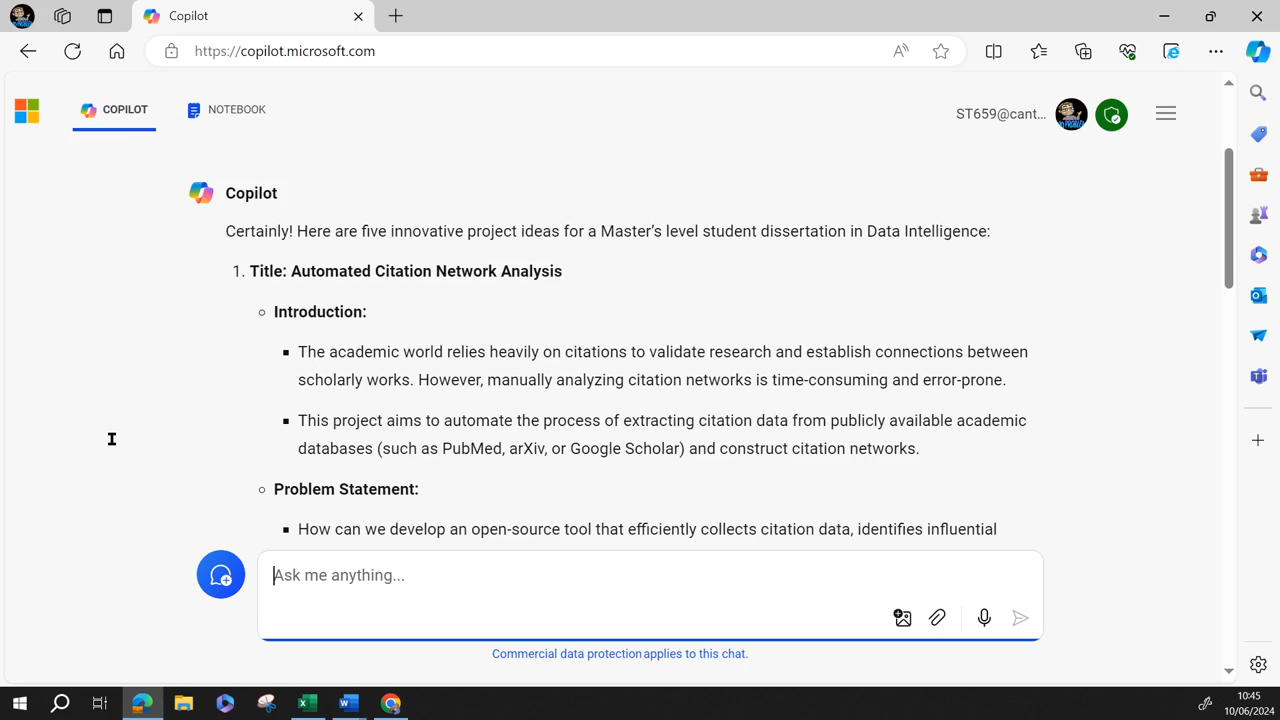 Copilot
https://copilot.microsoft.com
COPILOT
NOTEBOOK
ST659@cant...
Copilot
Certainly! Here are five innovative project ideas for a Master's level student dissertation in Data Intelligence:
1. Title: Automated Citation Network Analysis
Introduction:
The academic world relies heavily on citations to validate research and establish connections between
scholarly works. However, manually analyzing citation networks is time-consuming and error-prone.
This project aims to automate the process of extracting citation data from publicly available academic
databases (such as PubMed, arXiv, or Google Scholar) and construct citation networks.
Problem Statement:
How can we develop an open-source tool that efficiently collects citation data, identifies influential
Ask me anything...
Commercial data protection applies to this chat.
10:45
10/06/2024